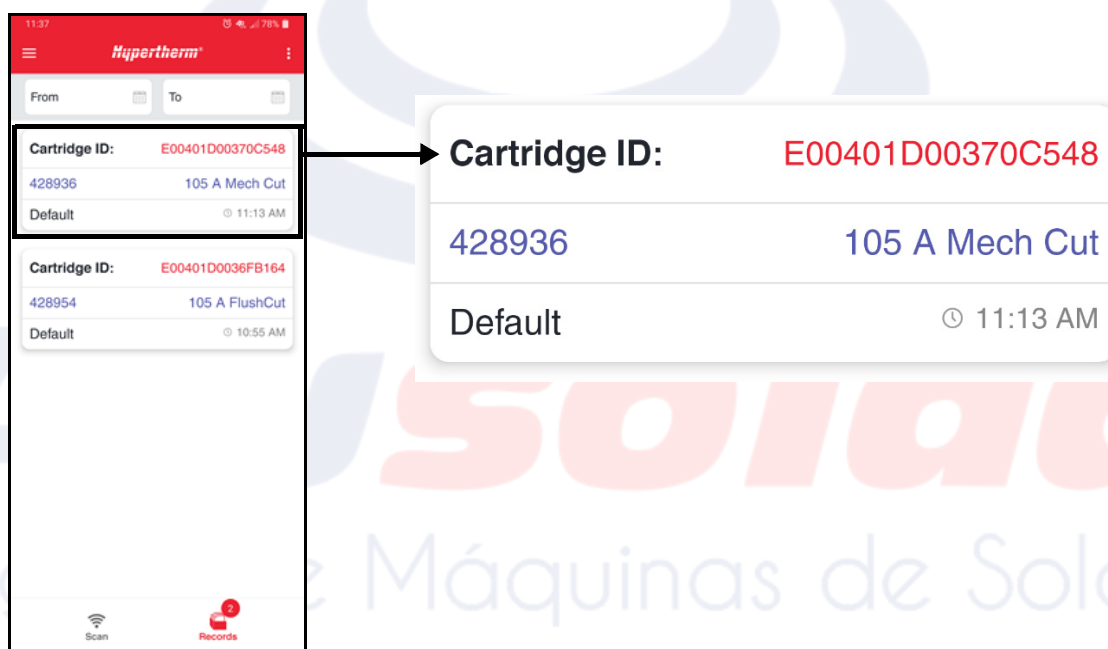 11:37 78%
Hypertherm®
From To
Cartridge ID: E00401D00370C548
428936 105 A Mech Cut
Default 11:13 AM
Cartridge ID: E00401D0036FB164
428954 105 A FlushCut
Default 10:55 AM
2
Scan Records
Cartridge ID: E00401D00370C548
428936 105 A Mech Cut
Default 11:13 AM
Máquinas de